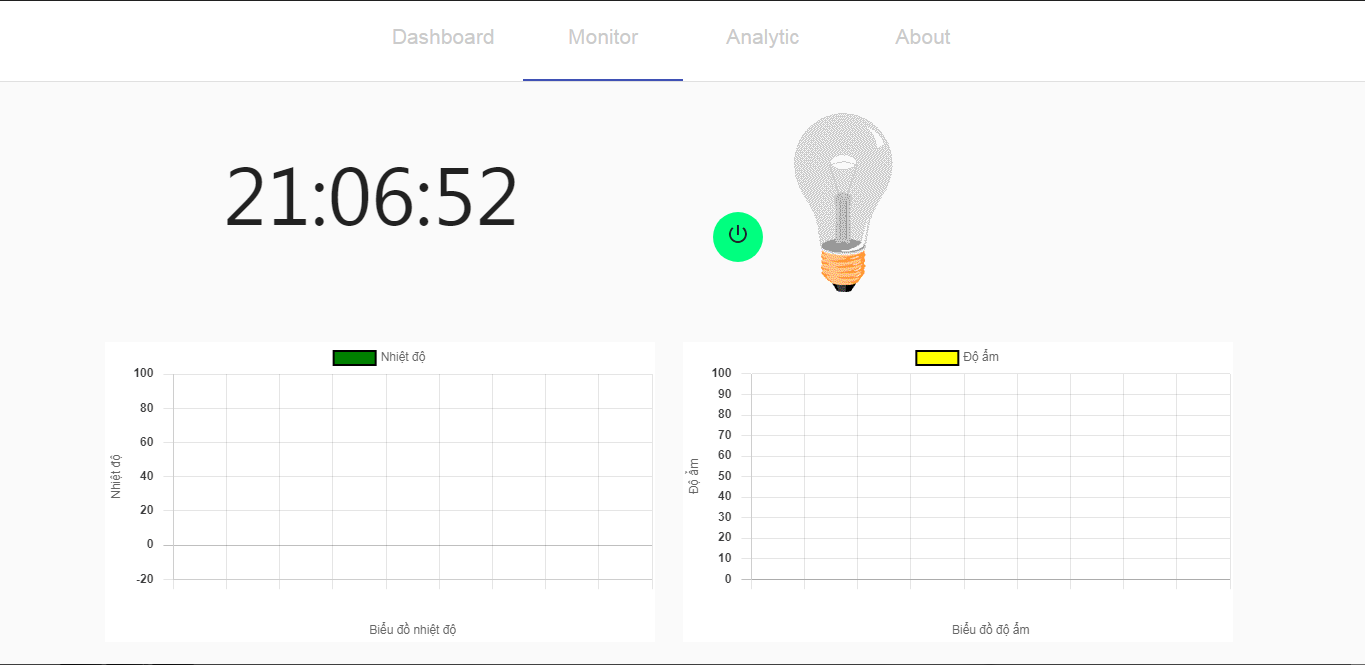 Dashboard Monitor Analytic About
21:06:52
Nhiệt độ
100
80
60
40
20
0
-20
Nhiệt độ
Biểu đồ nhiệt độ
Độ ẩm
100
90
80
70
60
50
40
30
20
10
0
Độ ẩm
Biểu đồ độ ẩm